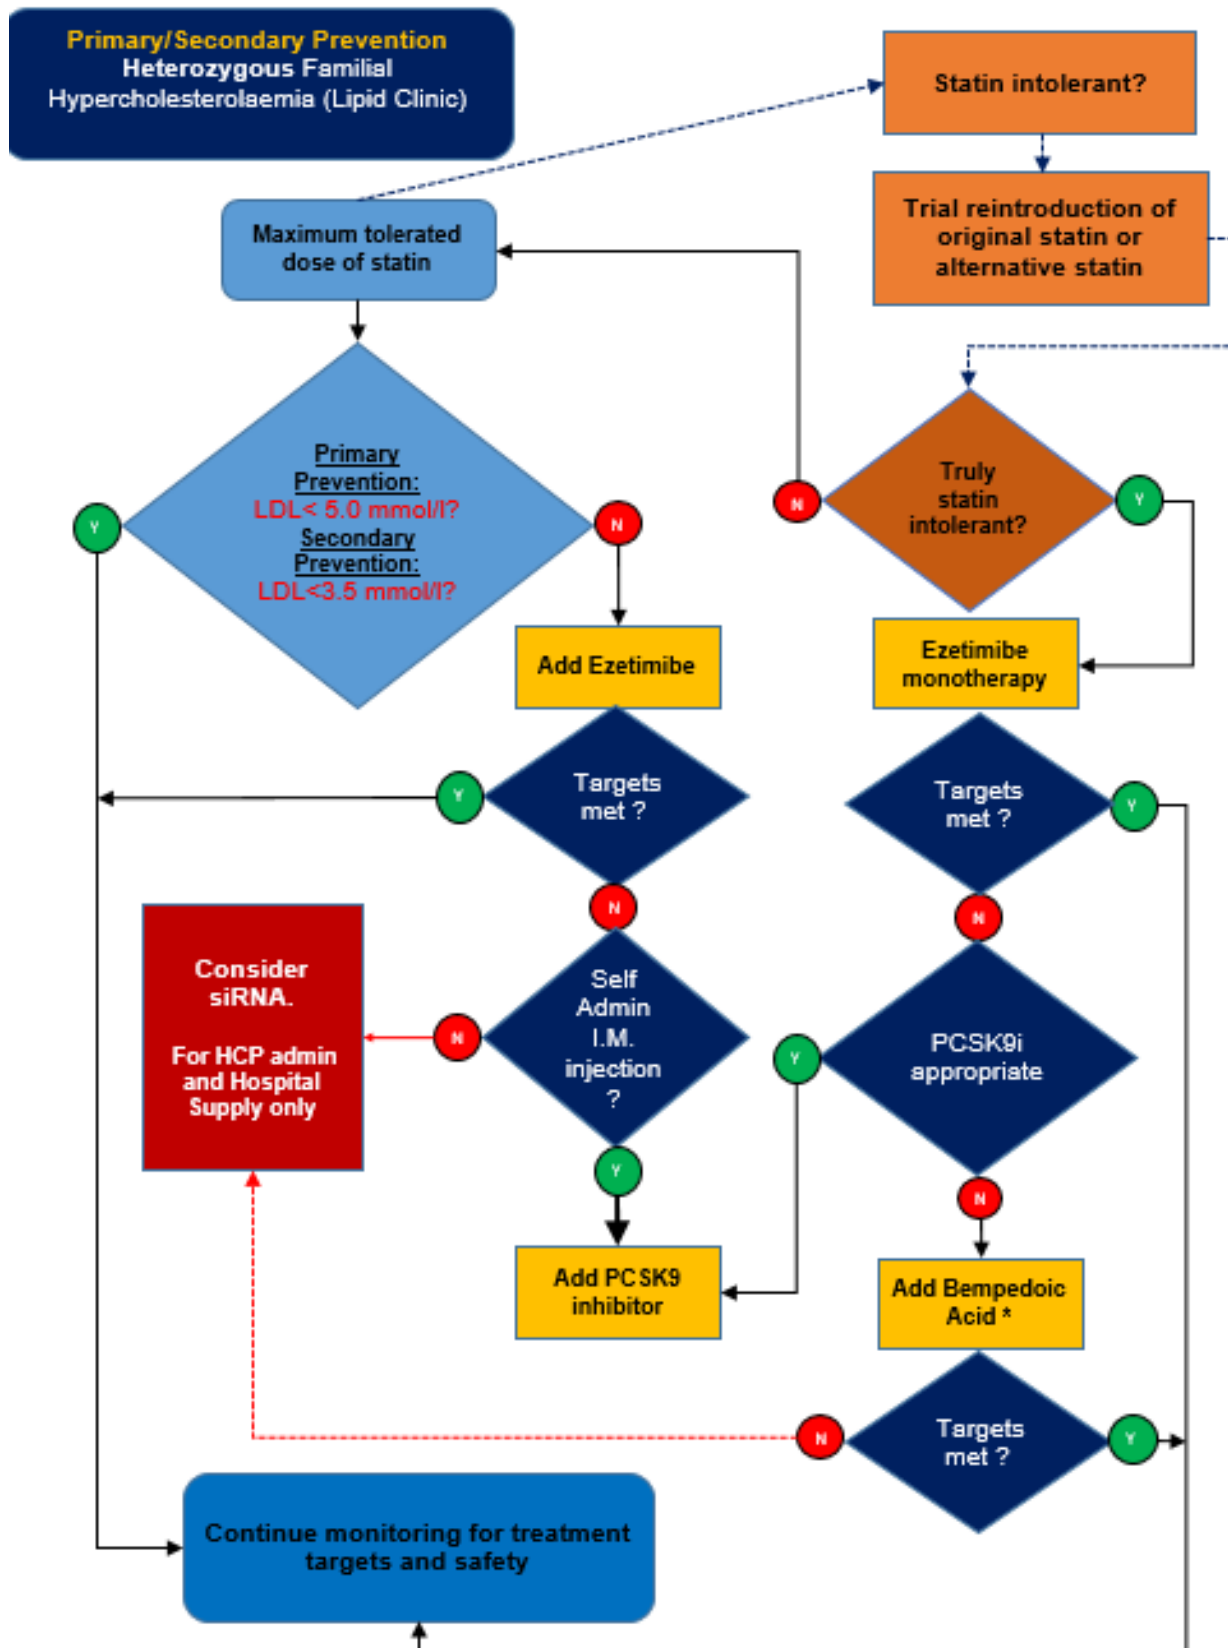 Primary/Secondary Prevention
Heterozygous Familial
Hypercholesterolaemia (Lipid Clinic)
Statin intolerant?
Trial reintroduction of
original statin or
alternative statin
Maximum tolerated
dose of statin
Primary
Prevention:
LDL< 5.0 mmol/l?
Secondary
Prevention:
LDL<3.5 mmol/l?
Y
N
Truly
statin
intolerant?
N
Y
Add Ezetimibe
Ezetimibe
monotherapy
Targets
met ?
Y
N
Targets
met ?
Y
N
Consider
siRNA.
For HCP admin
and Hospital
Supply only
Self
Admin
I.M.
injection
?
N
Y
PCSK9i
appropriate
Y
N
Add PCSK9
inhibitor
Add Bempedoic
Acid *
Targets
met ?
N
Y
Continue monitoring for treatment
targets and safety